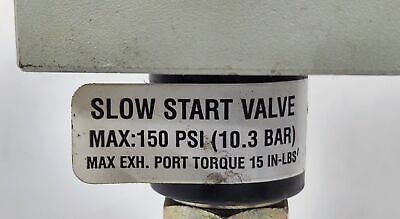 SLOW START VALVE
MAX:150 PSI (10.3 BAR)
MAX EXH. PORT TORQUE 15 IN-LBS